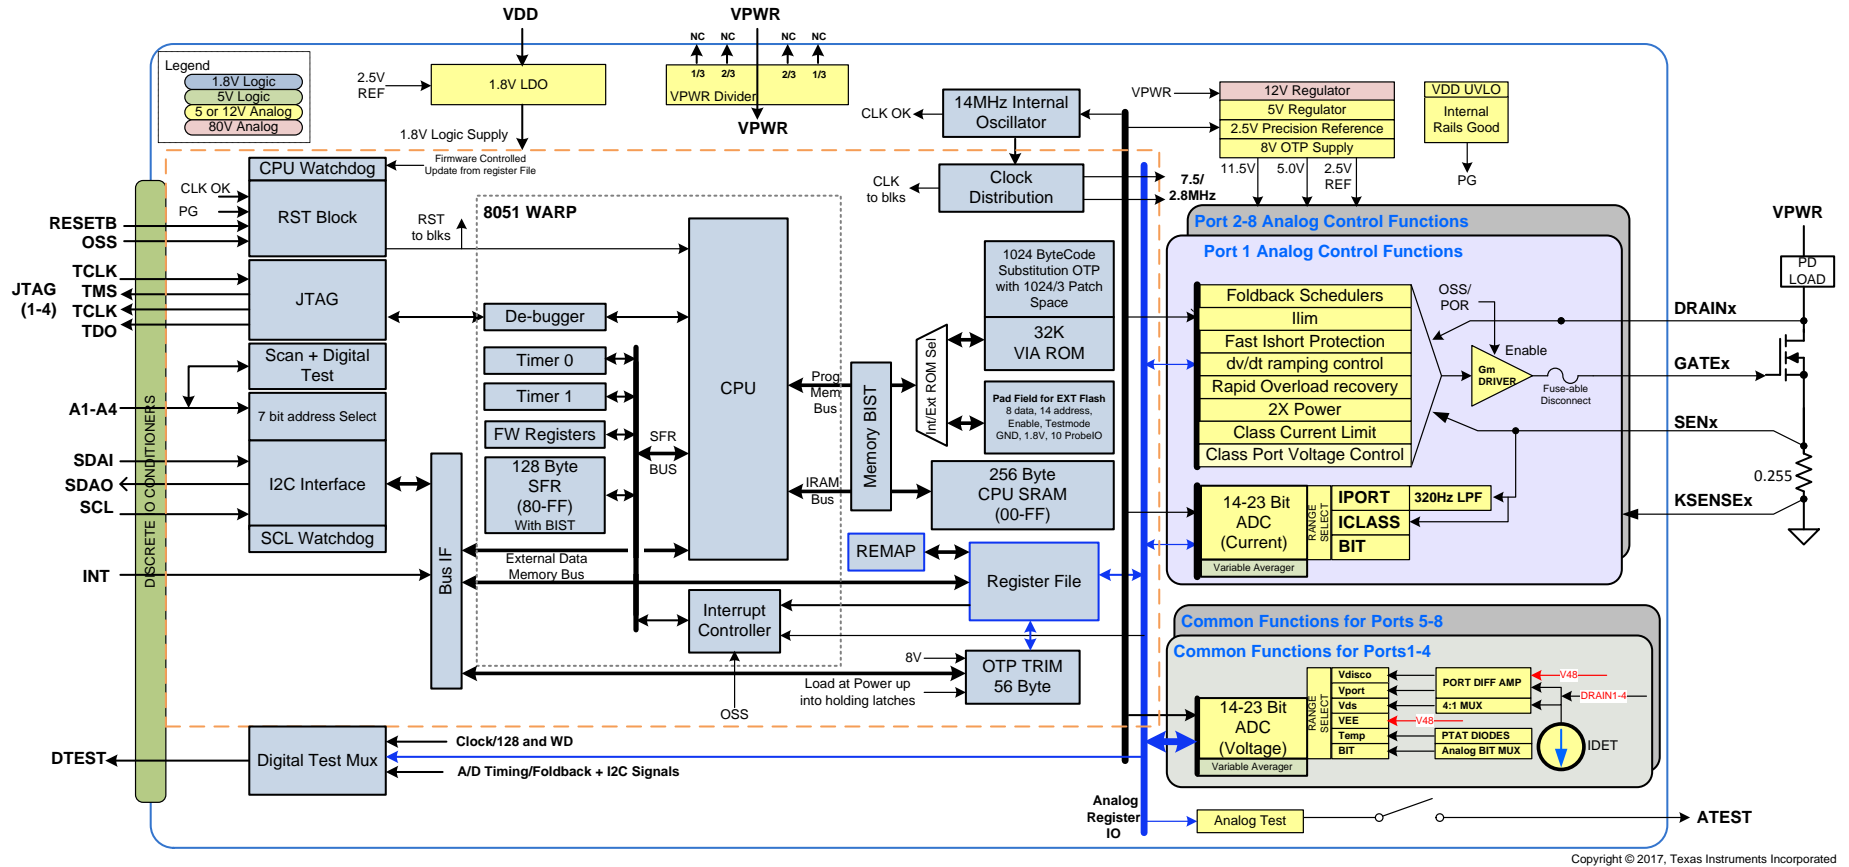 VDD
VPWR
NC
NC
NC
NC
Legend
1.8V Logic
5V Logic
5 or 12V Analog
80V Analog
2.5V
REF
1.8V LDO
1/3
2/3
2/3
1/3
VPWR Divider
VPWR
1.8V Logic Supply
CLK OK
14MHz Internal
Oscillator
VPWR
12V Regulator
5V Regulator
2.5V Precision Reference
8V OTP Supply
VDD UVLO
Internal
Rails Good
PG
11.5V
5.0V
2.5V
REF
CPU Watchdog
Firmware Controlled
Update from register File
CLK OK
PG
RESETB
OSS
RST Block
RST
to blks
8051 WARP
CLK
to blks
Clock
Distribution
7.5/
2.8MHz
Port 2-8 Analog Control Functions
Port 1 Analog Control Functions
VPWR
PD
LOAD
JTAG
(1-4)
TCLK
TMS
TCLK
TDO
JTAG
De-bugger
Timer 0
Timer 1
FW Registers
128 Byte
SFR
(80-FF)
With BIST
SFR
BUS
CPU
Prog
Mem
Bus
IRAM
Bus
Memory BIST
Int/Ext ROM Sel
1024 ByteCode
Substitution OTP
with 1024/3 Patch
Space
32K
VIA ROM
Pad Field for EXT Flash
8 data, 14 address,
Enable, Testmode
GND, 1.8V, 10 ProbeIO
256 Byte
CPU SRAM
(00-FF)
Foldback Schedulers
Ilim
Fast Ishort Protection
dv/dt ramping control
Rapid Overload recovery
2X Power
Class Current Limit
Class Port Voltage Control
OSS/
POR
Enable
Gm
DRIVER
Fuse-able
Disconnect
DRAINx
GATEx
SENx
0.255
KSENSEx
Scan + Digital
Test
A1-A4
7 bit address Select
SDAI
SDAO
SCL
I2C Interface
SCL Watchdog
DISCRETE IO CONDITIONERS
INT
Bus IF
External Data
Memory Bus
REMAP
Register File
Interrupt
Controller
14-23 Bit
ADC
(Current)
Variable Averager
RANGE
SELECT
IPORT
320Hz LPF
ICLASS
BIT
8V
Load at Power up
into holding latches
OTP TRIM
56 Byte
OSS
Common Functions for Ports 5-8
Common Functions for Ports1-4
14-23 Bit
ADC
(Voltage)
Variable Averager
RANGE
SELECT
Vdisco
Vport
Vds
VEE
Temp
BIT
PORT DIFF AMP
4:1 MUX
V48
DRAIN1-4
V48
PTAT DIODES
Analog BIT MUX
IDET
DTEST
Digital Test Mux
Clock/128 and WD
A/D Timing/Foldback + I2C Signals
Analog
Register
IO
Analog Test
ATEST
Copyright © 2017, Texas Instruments Incorporated